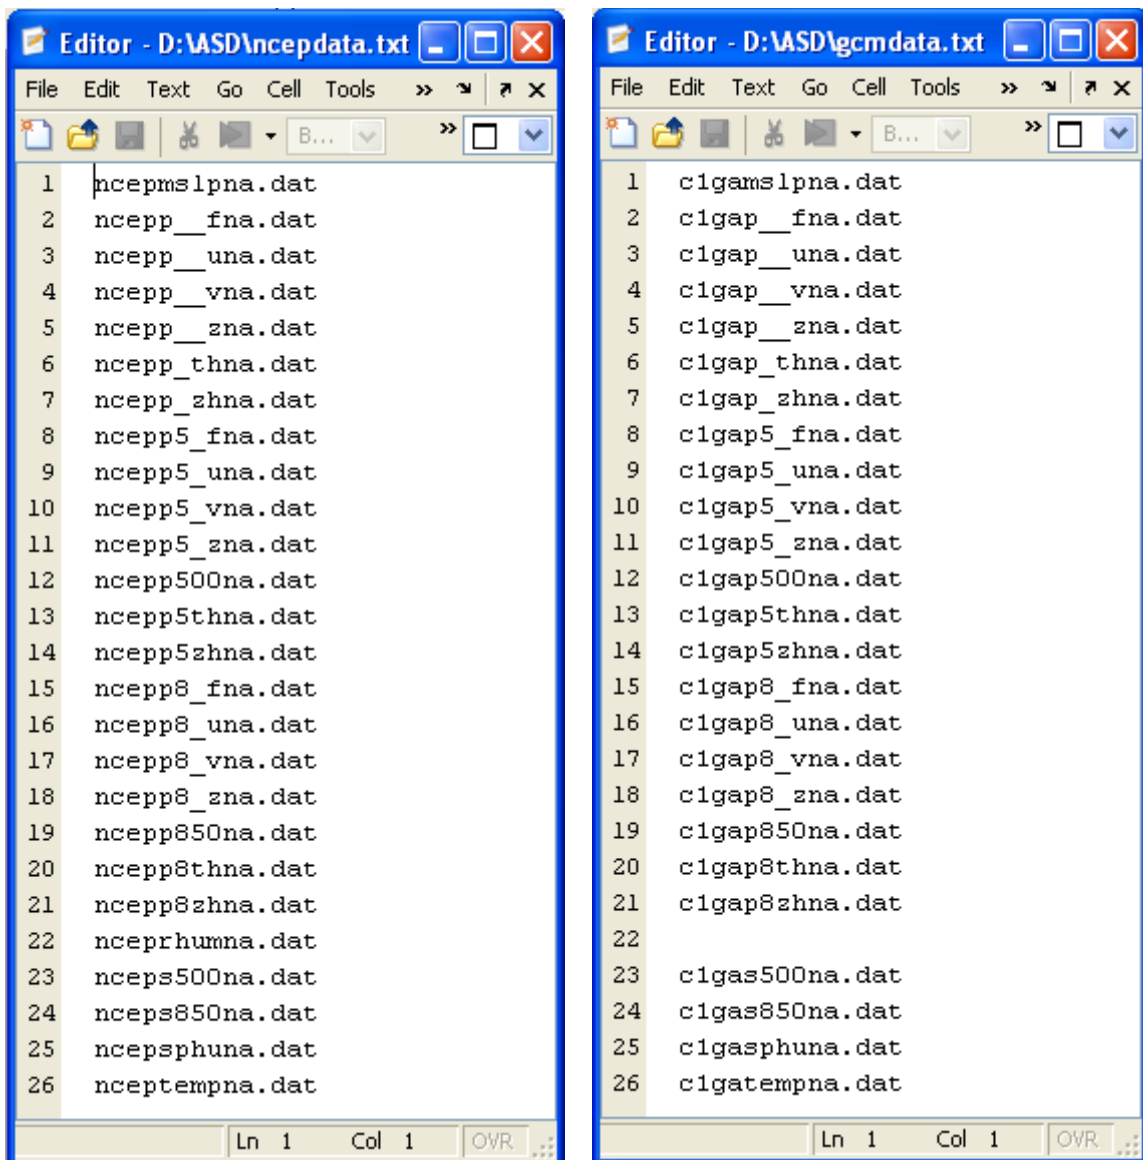 Editor - D:\ASD\ncepdata.txt
File Edit Text Go Cell Tools
B...
1 ncepmslpna.dat
2 ncepp__fna.dat
3 ncepp__una.dat
4 ncepp__vna.dat
5 ncepp__zna.dat
6 ncepp_thna.dat
7 ncepp_zhna.dat
8 ncepp5_fna.dat
9 ncepp5_una.dat
10 ncepp5_vna.dat
11 ncepp5_zna.dat
12 ncepp500na.dat
13 ncepp5thna.dat
14 ncepp5zhna.dat
15 ncepp8_fna.dat
16 ncepp8_una.dat
17 ncepp8_vna.dat
18 ncepp8_zna.dat
19 ncepp850na.dat
20 ncepp8thna.dat
21 ncepp8zhna.dat
22 nceprhumna.dat
23 nceps500na.dat
24 nceps850na.dat
25 ncepsphuna.dat
26 nceptempna.dat
Ln 1 Col 1 OVR
Editor - D:\ASD\gcmdata.txt
File Edit Text Go Cell Tools
B...
1 c1gamslpna.dat
2 c1gap__fna.dat
3 c1gap__una.dat
4 c1gap__vna.dat
5 c1gap__zna.dat
6 c1gap_thna.dat
7 c1gap_zhna.dat
8 c1gap5_fna.dat
9 c1gap5_una.dat
10 c1gap5_vna.dat
11 c1gap5_zna.dat
12 c1gap500na.dat
13 c1gap5thna.dat
14 c1gap5zhna.dat
15 c1gap8_fna.dat
16 c1gap8_una.dat
17 c1gap8_vna.dat
18 c1gap8_zna.dat
19 c1gap850na.dat
20 c1gap8thna.dat
21 c1gap8zhna.dat
22
23 c1gas500na.dat
24 c1gas850na.dat
25 c1gasphuna.dat
26 c1gatempna.dat
Ln 1 Col 1 OVR